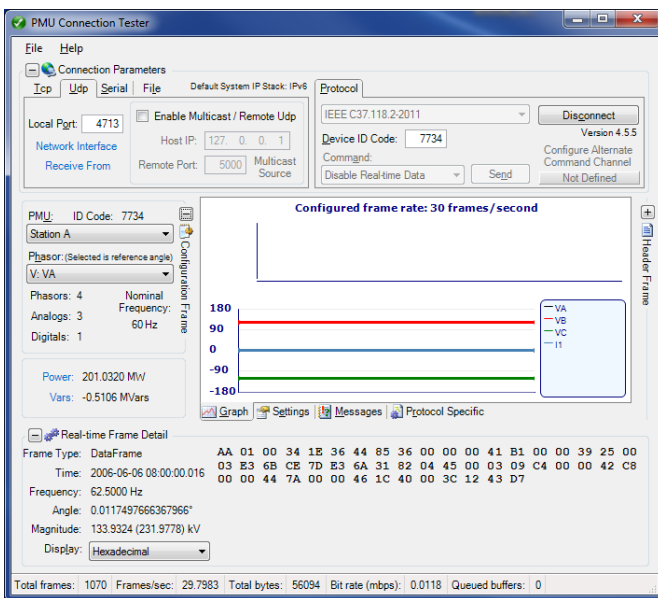 PMU Connection Tester
File Help
Connection Parameters
Tcp Udp Serial File Default System IP Stack: IPv6 Protocol
Local Port: 4713
Enable Multicast / Remote Udp
Network Interface
Host IP: 127. 0. 0. 1
Receive From
Remote Port: 5000 Multicast Source
IEEE C37.118.2-2011
Disconnect
Device ID Code: 7734
Version 4.5.5
Command:
Configure Alternate Command Channel
Disable Real-time Data Send
Not Defined
PMU: ID Code: 7734
Station A
Phasor: (Selected is reference angle)
V: VA
Phasors: 4 Nominal Frequency: 60 Hz
Analogs: 3
Digitals: 1
Configuration Frame
Power: 201.0320 MW
Vars: -0.5106 MVars
Configured frame rate: 30 frames/second
180
90
0
-90
-180
VA
VB
VC
I1
Header Frame
Graph Settings Messages Protocol Specific
Real-time Frame Detail
Frame Type: DataFrame
Time: 2006-06-06 08:00:00.016
Frequency: 62.5000 Hz
Angle: 0.0117497666367966°
Magnitude: 133.9324 (231.9778) kV
Display: Hexadecimal
AA 01 00 34 1E 36 44 85 36 00 00 00 41 B1 00 00 39 25 00
03 E3 6B CE 7D E3 6A 31 82 04 45 00 03 09 C4 00 00 42 C8
00 00 44 7A 00 00 46 1C 40 00 3C 12 43 D7
Total frames: 1070 Frames/sec: 29.7983 Total bytes: 56094 Bit rate (mbps): 0.0118 Queued buffers: 0